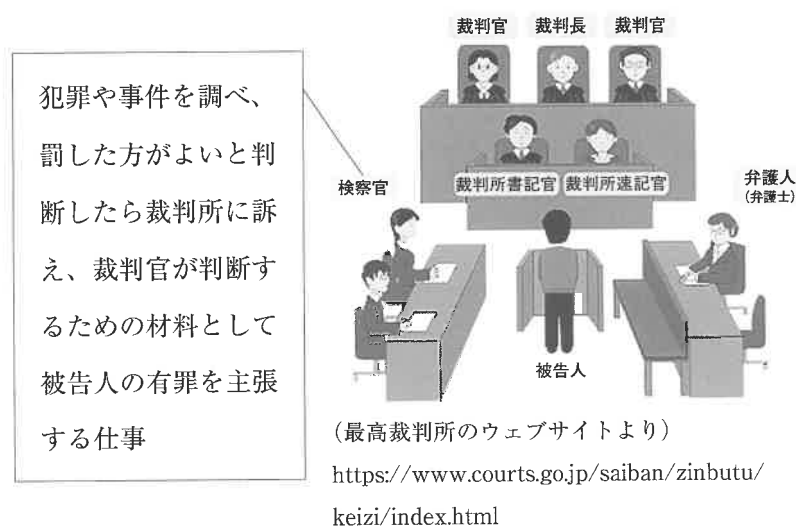 犯罪や事件を調べ、
罰した方がよいと判
断したら裁判所に訴
え、裁判官が判断す
るための材料として
被告人の有罪を主張
する仕事
裁判官
裁判長
裁判官
裁判所書記官
裁判所速記官
検察官
弁護人
(弁護士)
被告人
（最高裁判所のウェブサイトより）
https://www.courts.go.jp/saiban/zinbutu/
keizi/index.html